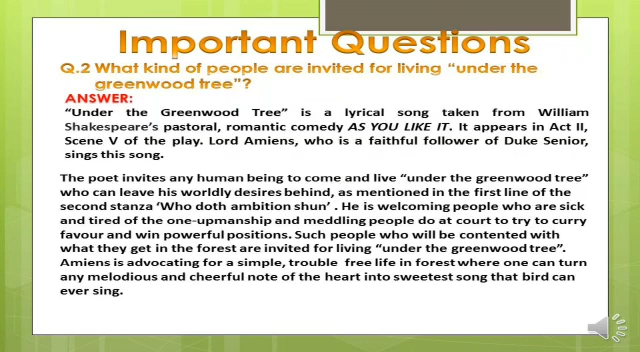 Important Questions
Q.2 What kind of people are invited for living “under the
greenwood tree”?
ANSWER:
“Under the Greenwood Tree” is a lyrical song taken from William
Shakespeare’s pastoral, romantic comedy AS YOU LIKE IT. It appears in Act II,
Scene V of the play. Lord Amiens, who is a faithful follower of Duke Senior,
sings this song.
The poet invites any human being to come and live “under the greenwood tree”
who can leave his worldly desires behind, as mentioned in the first line of the
second stanza ‘Who doth ambition shun’ . He is welcoming people who are sick
and tired of the one-upmanship and meddling people do at court to try to curry
favour and win powerful positions. Such people who will be contented with
what they get in the forest are invited for living “under the greenwood tree”.
Amiens is advocating for a simple, trouble free life in forest where one can turn
any melodious and cheerful note of the heart into sweetest song that bird can
ever sing.